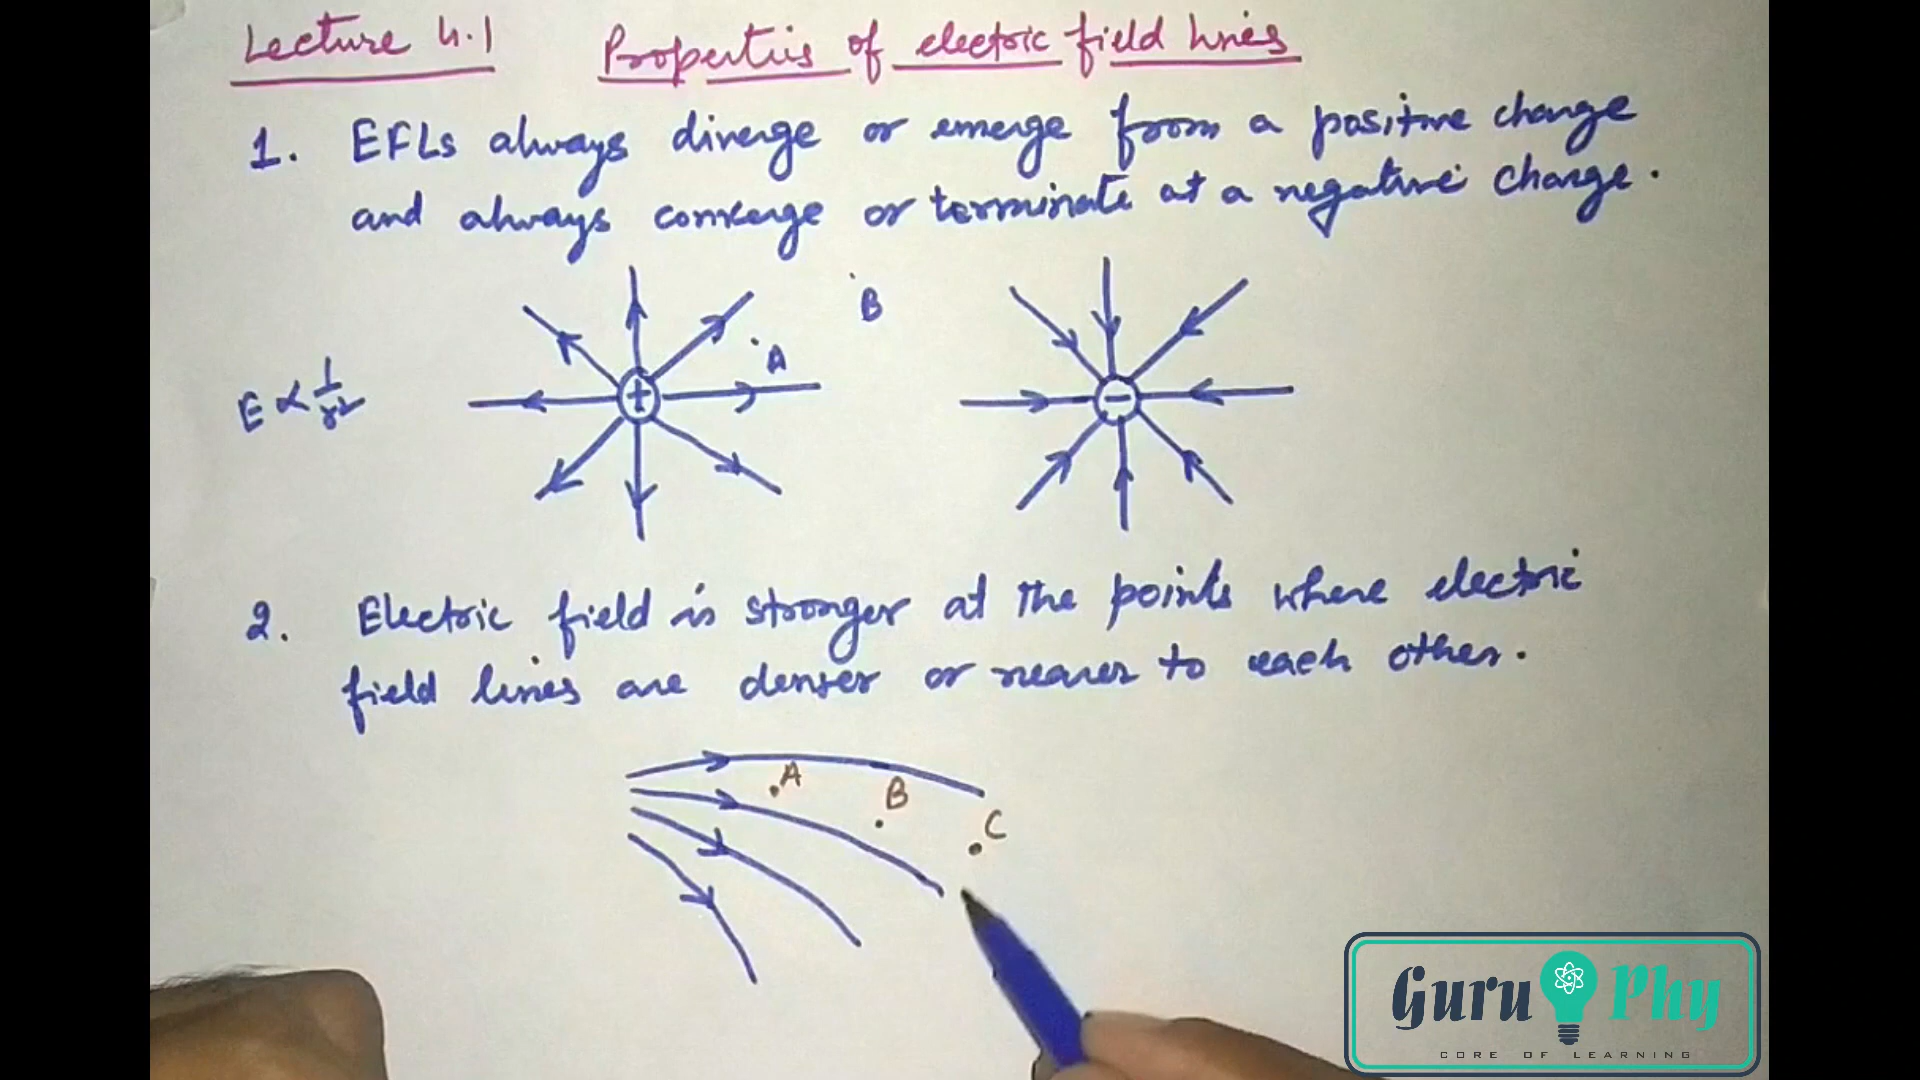 Lecture 4.1 Properties of electric field lines
1. EFLs always diverge or emerge from a positive charge
and always converge or terminate at a negative charge.
B
A
E ∝ 1/r²
+
−
2. Electric field is stronger at the points where electric
field lines are denser or nearer to each other.
A
B
C
Guru Phy
CORE OF LEARNING